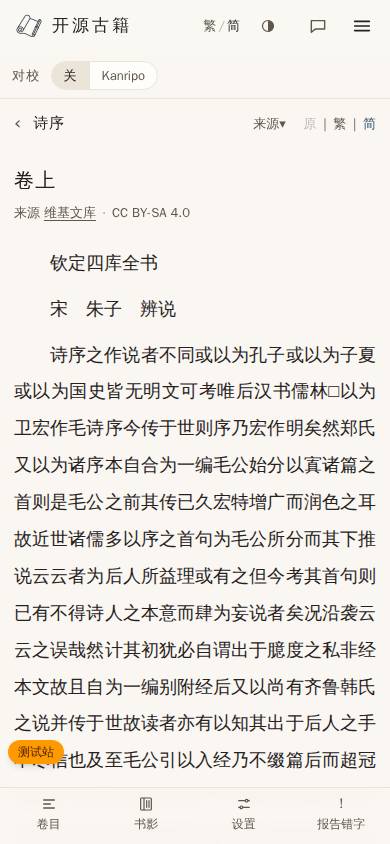 开源古籍
繁 / 简
对校 关 Kanripo
‹ 诗序 来源▾ 原 | 繁 | 简
卷上
来源 维基文库 · CC BY-SA 4.0
钦定四库全书
宋 朱子 辨说
诗序之作说者不同或以为孔子或以为子夏
或以为国史皆无明文可考唯后汉书儒林□以为
卫宏作毛诗序今传于世则序乃宏作明矣然郑氏
又以为诸序本自合为一编毛公始分以寘诸篇之
首则是毛公之前其传已久宏特增广而润色之耳
故近世诸儒多以序之首句为毛公所分而其下推
说云云者为后人所益理或有之但今考其首句则
已有不得诗人之本意而肆为妄说者矣况沿袭云
云之误哉然计其初犹必自谓出于臆度之私非经
本文故且自为一编别附经后又以尚有齐鲁韩氏
之说并传于世故读者亦有以知其出于后人之手
信也及至毛公引以入经乃不缀篇后而超冠
测试站
卷目
书影
设置
! 报告错字